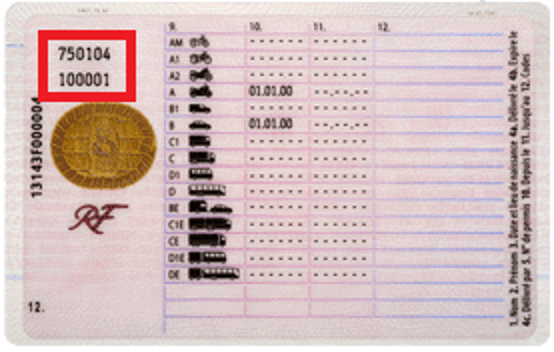 750104
100001
13143F000004
RF
12.
9. 10. 11. 12.
AM
A1
A2
A 01.01.00 --.--.--
B1
B 01.01.00 --.--.--
C1
C
D1
D
BE
C1E
CE
D1E
DE
1. Nom 2. Prénom 3. Date et lieu de naissance 4a. Délivré le 4b. Expire le
4c. Délivré par 5. N° de permis 10. Depuis le 11. Jusqu'au 12. Codes